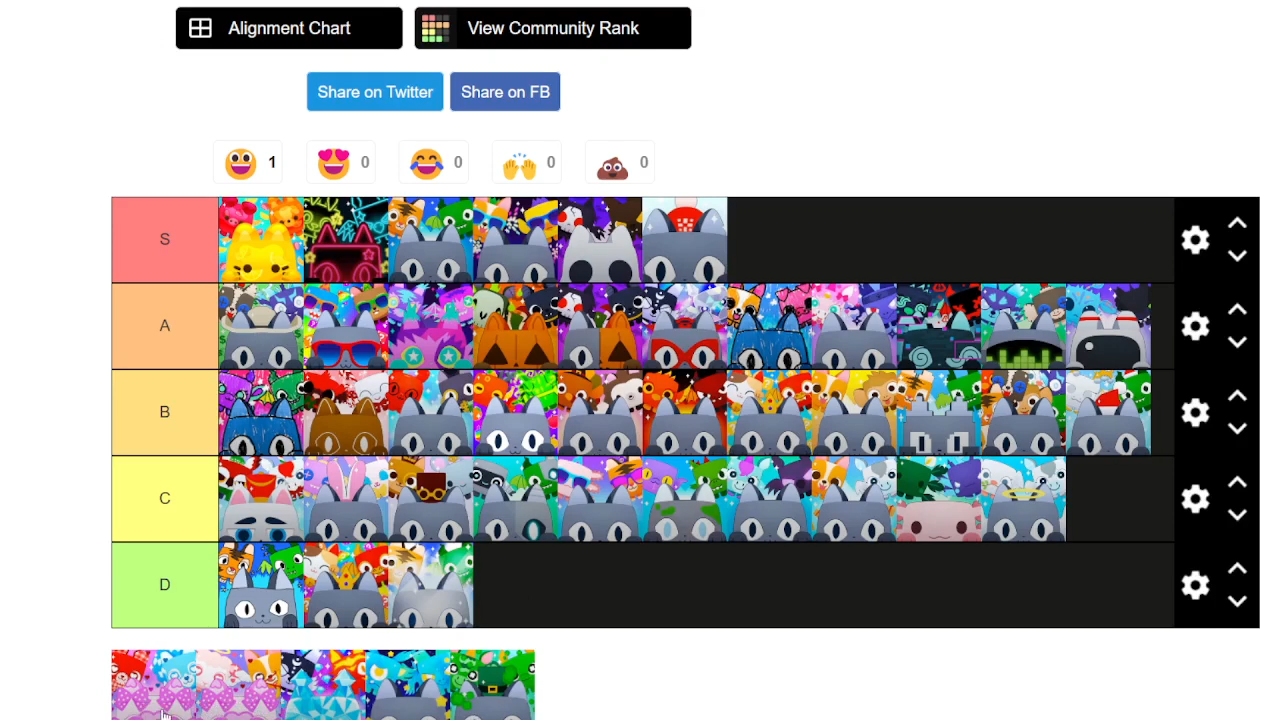 Alignment Chart
View Community Rank
Share on Twitter
Share on FB
1
0
0
0
0
S
A
B
C
D